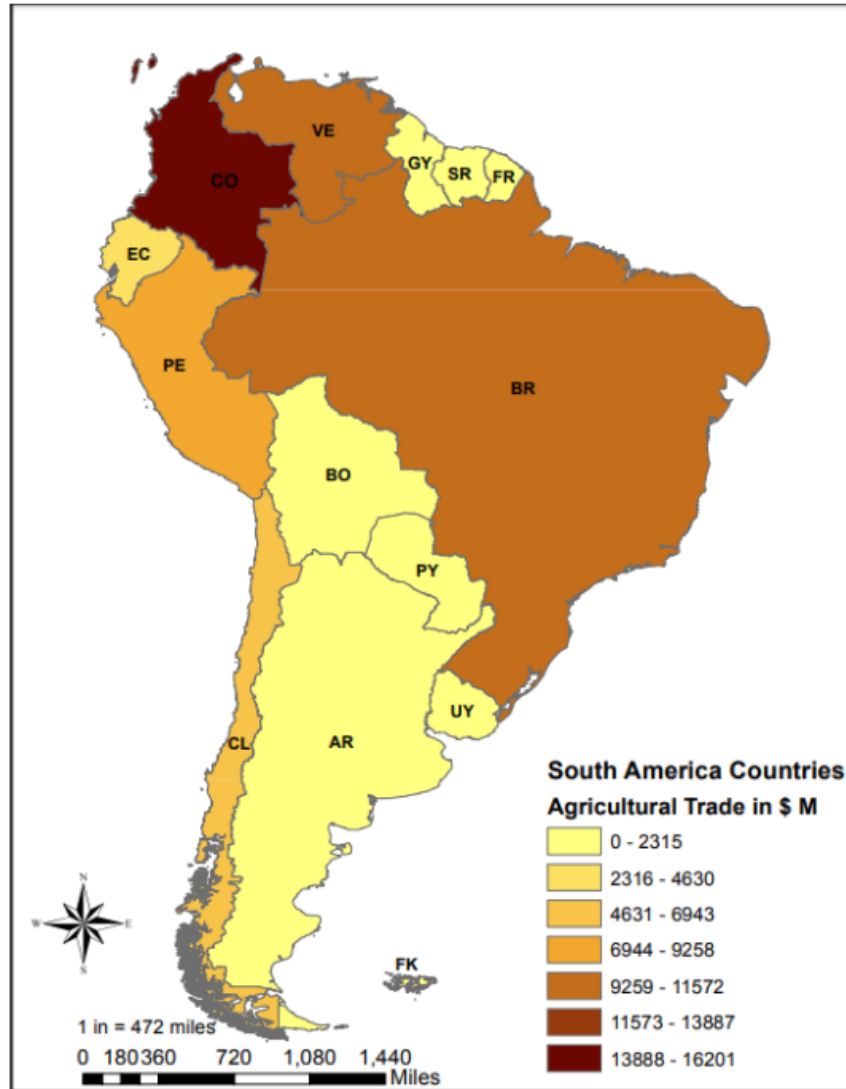 VE
GY
SR
FR
CO
EC
PE
BR
BO
PY
UY
CL
AR
South America Countries
Agricultural Trade in $ M
0 - 2315
2316 - 4630
4631 - 6943
6944 - 9258
9259 - 11572
11573 - 13887
13888 - 16201
N
W E
S
FK
1 in = 472 miles
0 180 360 720 1,080 1,440
Miles